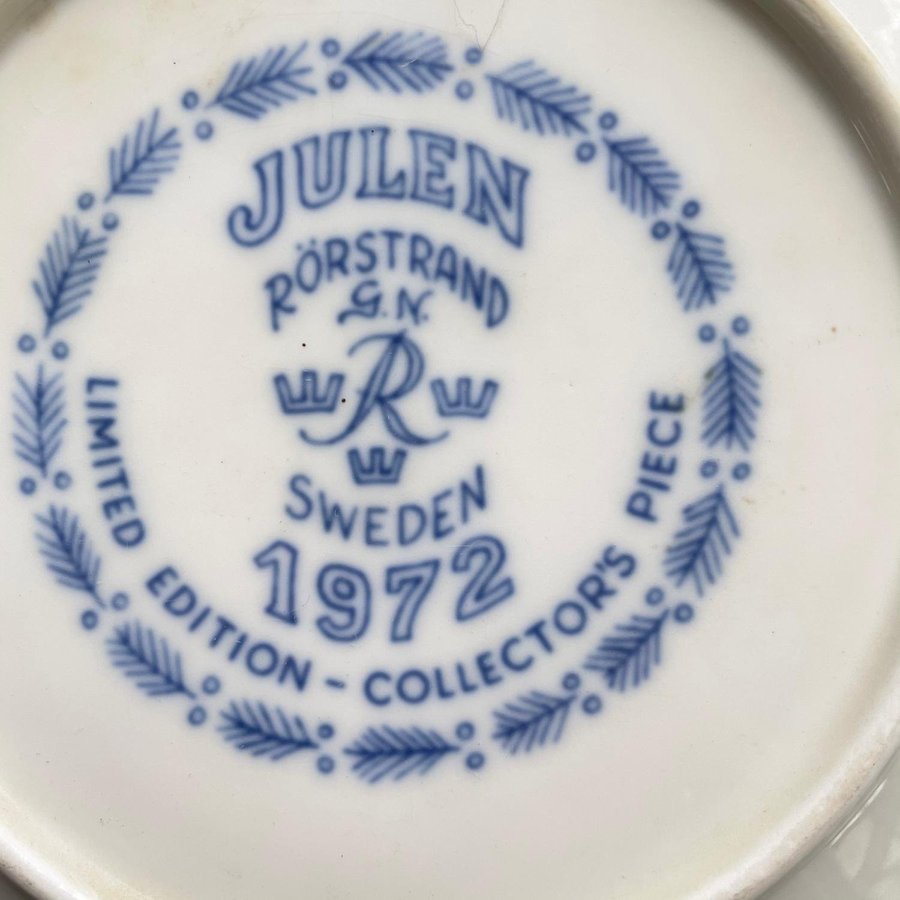 JULEN
RÖRSTRAND
G.N.
R
SWEDEN
1972
LIMITED EDITION - COLLECTOR'S PIECE